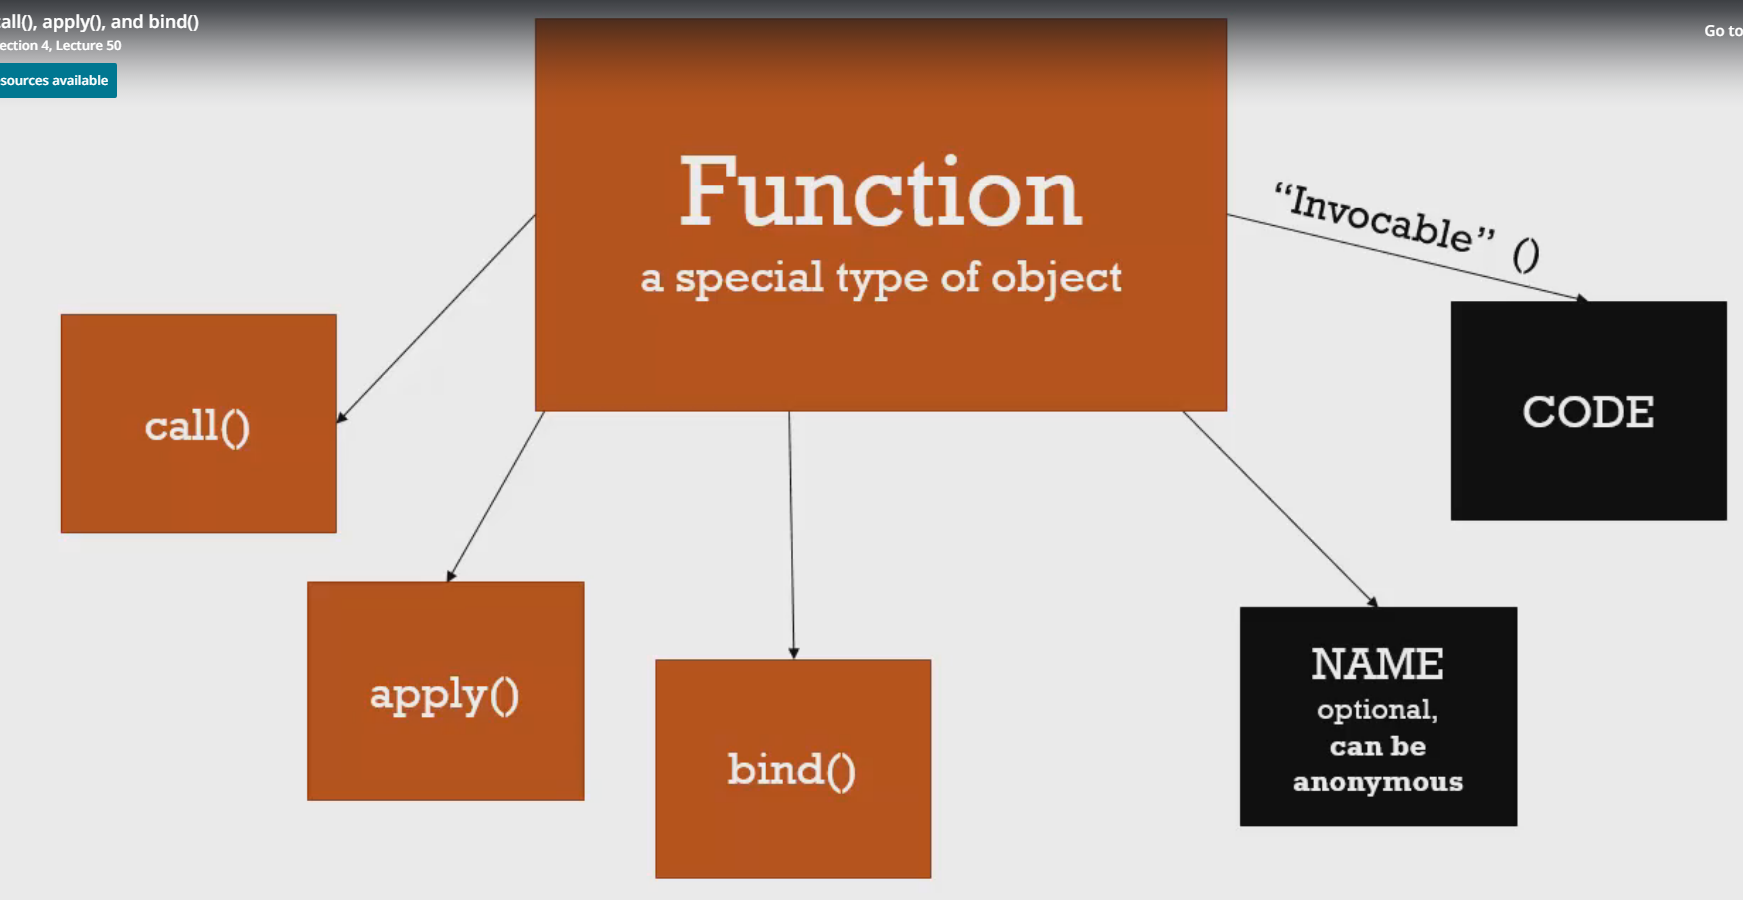 all(), apply(), and bind()
ection 4, Lecture 50
sources available
Go to
Function
a special type of object
“Invocable” ()
call()
CODE
apply()
bind()
NAME
optional,
can be
anonymous